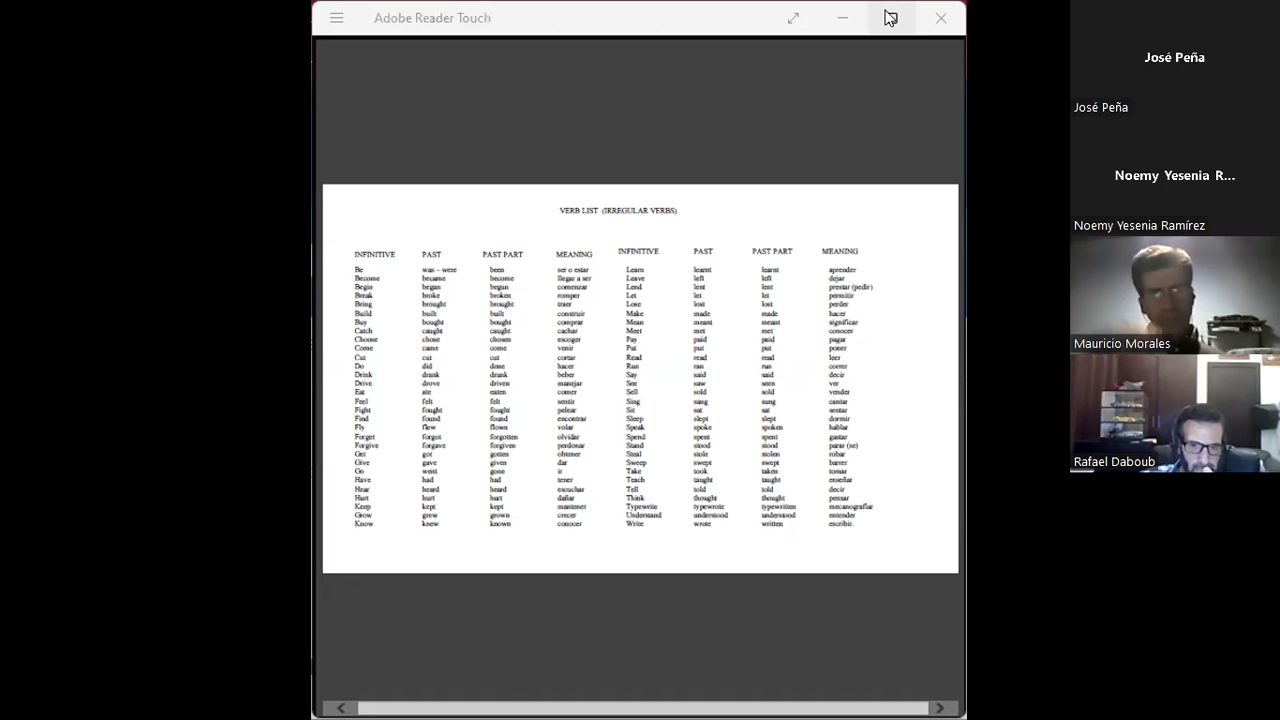 Adobe Reader Touch
VERB LIST (IRREGULAR VERBS)
INFINITIVE PAST PAST PART MEANING INFINITIVE PAST PAST PART MEANING
Be was – were been ser o estar Learn learnt learnt aprender
Become became become llegar a ser Leave left left dejar
Begin began begun comenzar Lend lent lent prestar (pedir)
Break broke broken romper Let let let permitir
Bring brought brought traer Lose lost lost perder
Build built built construir Make made made hacer
Buy bought bought comprar Mean meant meant significar
Catch caught caught cachar Meet met met conocer
Choose chose chosen escoger Pay paid paid pagar
Come came come venir Put put put poner
Cut cut cut cortar Read read read leer
Do did done hacer Run ran run correr
Drink drank drunk beber Say said said decir
Drive drove driven manejar See saw seen ver
Eat ate eaten comer Sell sold sold vender
Feel felt felt sentir Sing sang sung cantar
Fight fought fought pelear Sit sat sat sentar
Find found found encontrar Sleep slept slept dormir
Fly flew flown volar Speak spoke spoken hablar
Forget forgot forgotten olvidar Spend spent spent gastar
Forgive forgave forgiven perdonar Stand stood stood parar (se)
Get got gotten obtener Steal stole stolen robar
Give gave given dar Sweep swept swept barrer
Go went gone ir Take took taken tomar
Have had had tener Teach taught taught enseñar
Hear heard heard escuchar Tell told told decir
Hurt hurt hurt dañar Think thought thought pensar
Keep kept kept mantener Typewrite typewrote typewritten mecanografiar
Grow grew grown crecer Understand understood understood entender
Know knew known conocer Write wrote written escribir.
José Peña
José Peña
Noemy Yesenia R...
Noemy Yesenia Ramírez
Mauricio Morales
Rafael Daboub